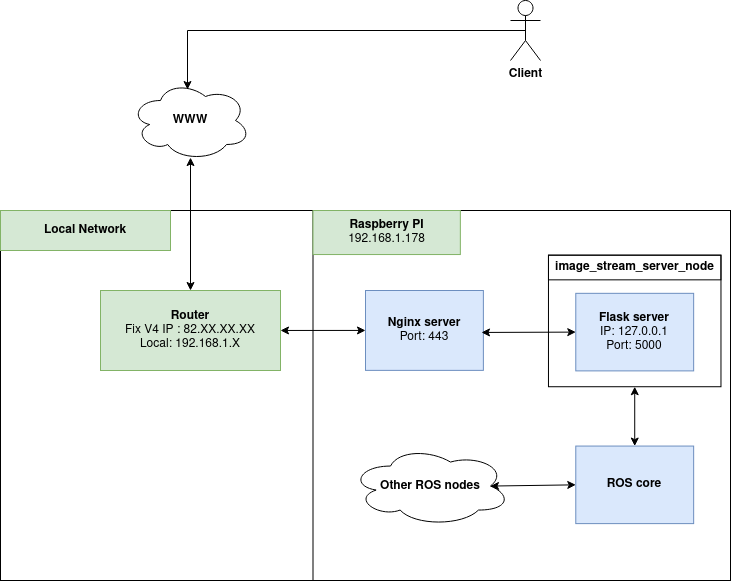 Client
WWW
Local Network
Raspberry PI
192.168.1.178
image_stream_server_node
Router
Fix V4 IP : 82.XX.XX.XX
Local: 192.168.1.X
Nginx server
Port: 443
Flask server
IP: 127.0.0.1
Port: 5000
Other ROS nodes
ROS core